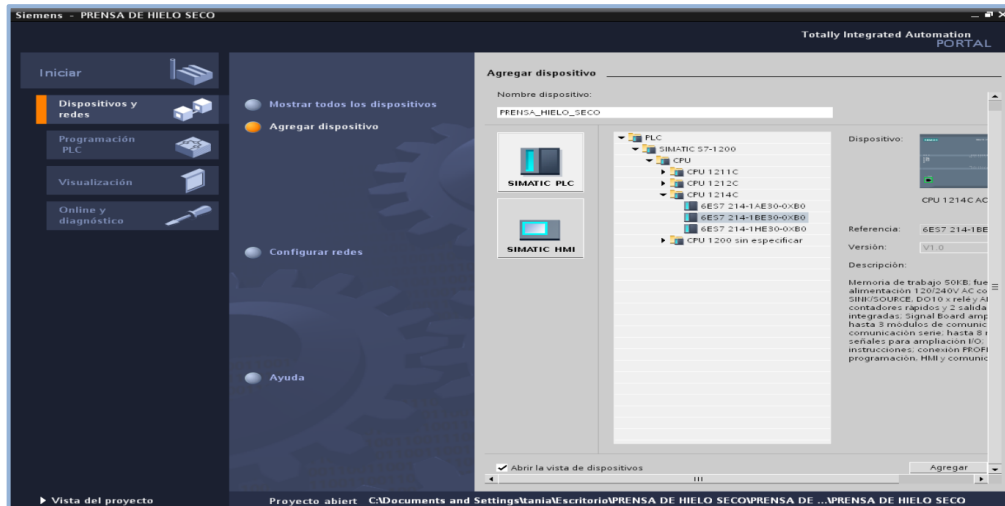 Siemens - PRENSA DE HIELO SECO
Totally Integrated Automation
PORTAL
Iniciar
Dispositivos y
redes
Programación
PLC
Visualización
Online y
diagnóstico
Vista del proyecto
Mostrar todos los dispositivos
Agregar dispositivo
Configurar redes
Ayuda
Agregar dispositivo
Nombre dispositivo:
PRENSA_HIELO_SECO
SIMATIC PLC
SIMATIC HMI
PLC
SIMATIC S7-1200
CPU
CPU 1211C
CPU 1212C
CPU 1214C
6ES7 214-1AE30-0XB0
6ES7 214-1BE30-0XB0
6ES7 214-1HE30-0XB0
CPU 1200 sin especificar
Dispositivo:
CPU 1214C AC
Referencia: 6ES7 214-1BE
Versión: V1.0
Descripción:
Memoria de trabajo 50KB; fue
alimentación 120/240V AC co
SINK/SOURCE, DO10 x relé y AI
contadores rápidos y 2 salida
integradas; Signal Board amp
hasta 3 módulos de comunic
comunicación serie; hasta 8
señales para ampliación I/O;
instrucciones; conexión PROFI
programación, HMI y comunic
Abrir la vista de dispositivos
Agregar
Proyecto abiert C:\Documents and Settings\tania\Escritorio\PRENSA DE HIELO SECO\PRENSA DE ...\PRENSA DE HIELO SECO